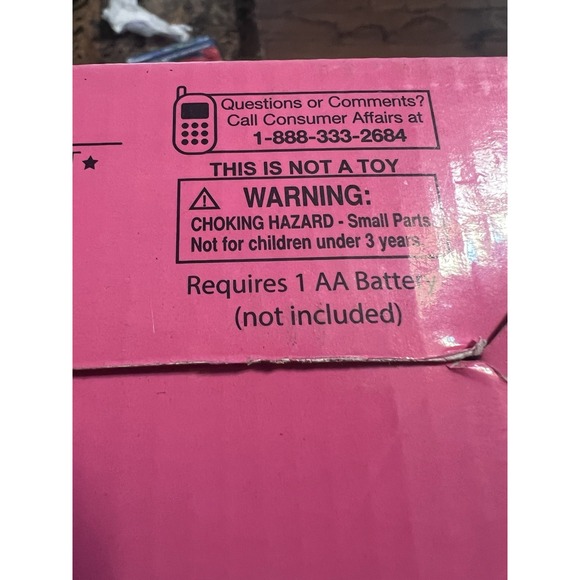 Questions or Comments?
Call Consumer Affairs at
1-888-333-2684
THIS IS NOT A TOY
WARNING:
CHOKING HAZARD - Small Parts
Not for children under 3 years
Requires 1 AA Battery
(not included)